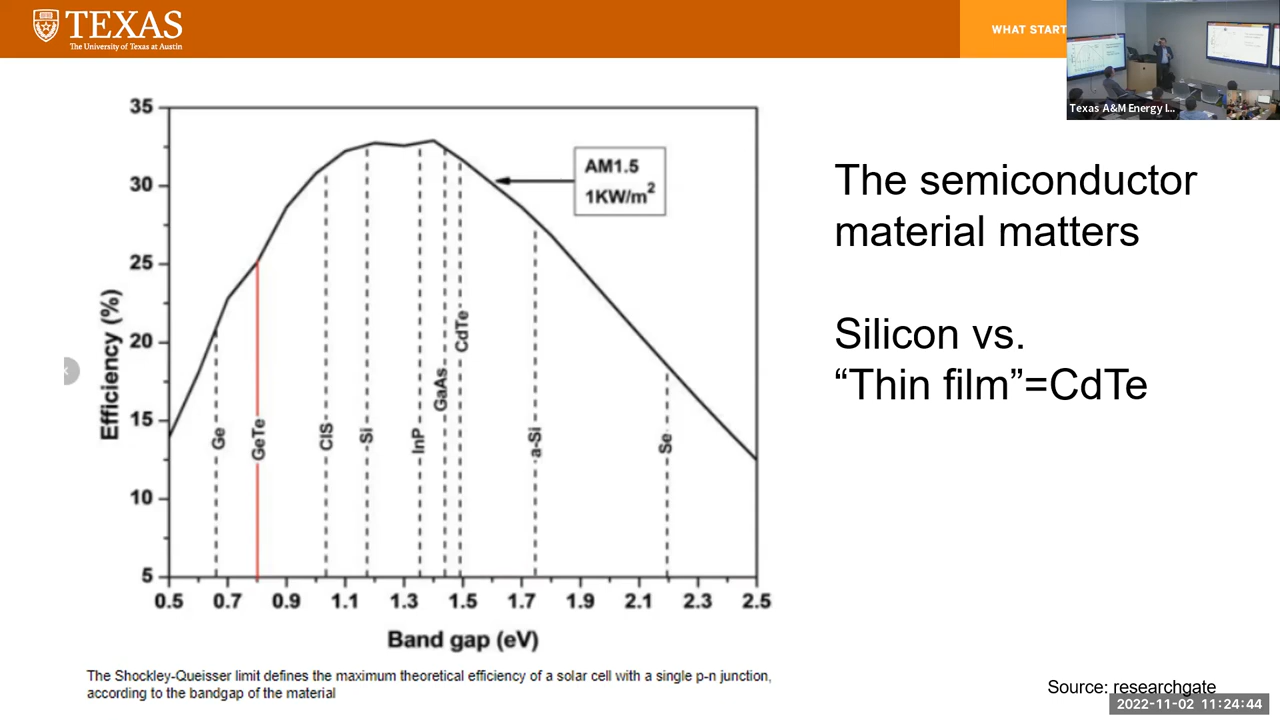 TEXAS
The University of Texas at Austin
WHAT START
Texas A&M Energy I...
35
30
25
20
15
10
5
Efficiency (%)
AM1.5
1KW/m²
Ge
GeTe
CIS
Si
InP
GaAs
CdTe
a-Si
Se
0.5 0.7 0.9 1.1 1.3 1.5 1.7 1.9 2.1 2.3 2.5
Band gap (eV)
The Shockley-Queisser limit defines the maximum theoretical efficiency of a solar cell with a single p-n junction,
according to the bandgap of the material
The semiconductor
material matters
Silicon vs.
“Thin film”=CdTe
Source: researchgate
2022-11-02 11:24:44